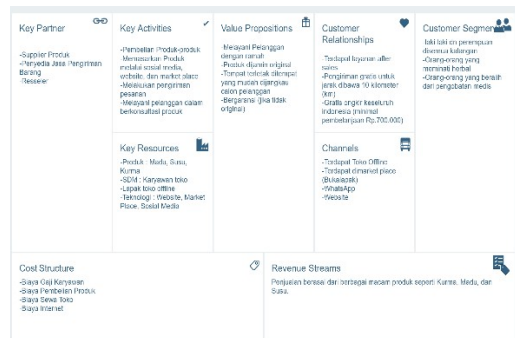 Key Partner
-Supplier Produk
-Penyedia Jasa Pengiriman
Barang
-Reseler
Key Activities
-Pembelian Produk-produk
-Memasarkan Produk
melalui sosial media,
website, dan market place
-Melakukan pengiriman
pesanan
-Melayani pelanggan dalam
berkonsultasi produk
Key Resources
-Produk : Madu, Susu,
Kurma
-SDM : Karyawan toko
-Lapak toko offline
-Teknologi : Website, Market
Place, Sosial Media
Value Propositions
-Melayani Pelanggan
dengan ramah
-Produk dijamin original
-Tempat terletak ditempat
yang mudah dijangkau
calon pelanggan
-Bergaransi (jika tidak
original)
Customer
Relationships
-Terdapat layanan after
sales
-Pengiriman gratis untuk
jarak dibawa 10 kilometer
(km)
-Gratis ongkir keseluruh
Indonesia (minimal
pembelanjaan Rp.700.000)
Channels
-Terdapat Toko Offline
-Terdapat dimarket place
(Bukalapak)
-WhatsApp
-Website
Customer Segmen
laki laki dan perempuan
disemua kalangan
-Orang-orang yang
meminati herbal
-Orang-orang yang beralih
dari pengobatan medis
Cost Structure
-Biaya Gaji Karyawan
-Biaya Pembelian Produk
-Biaya Sewa Toko
-Biaya Internet
Revenue Streams
Penjualan berasal dari berbagai macam produk seperti Kurma, Madu, dan
Susu.